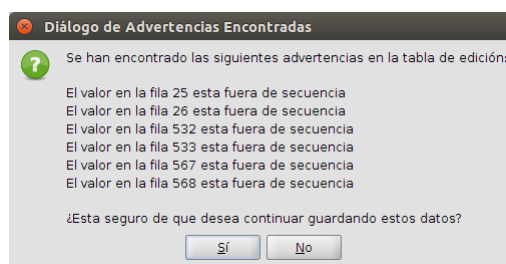 Diálogo de Advertencias Encontradas
Se han encontrado las siguientes advertencias en la tabla de edición:
El valor en la fila 25 esta fuera de secuencia
El valor en la fila 26 esta fuera de secuencia
El valor en la fila 532 esta fuera de secuencia
El valor en la fila 533 esta fuera de secuencia
El valor en la fila 567 esta fuera de secuencia
El valor en la fila 568 esta fuera de secuencia
¿Esta seguro de que desea continuar guardando estos datos?
Sí No